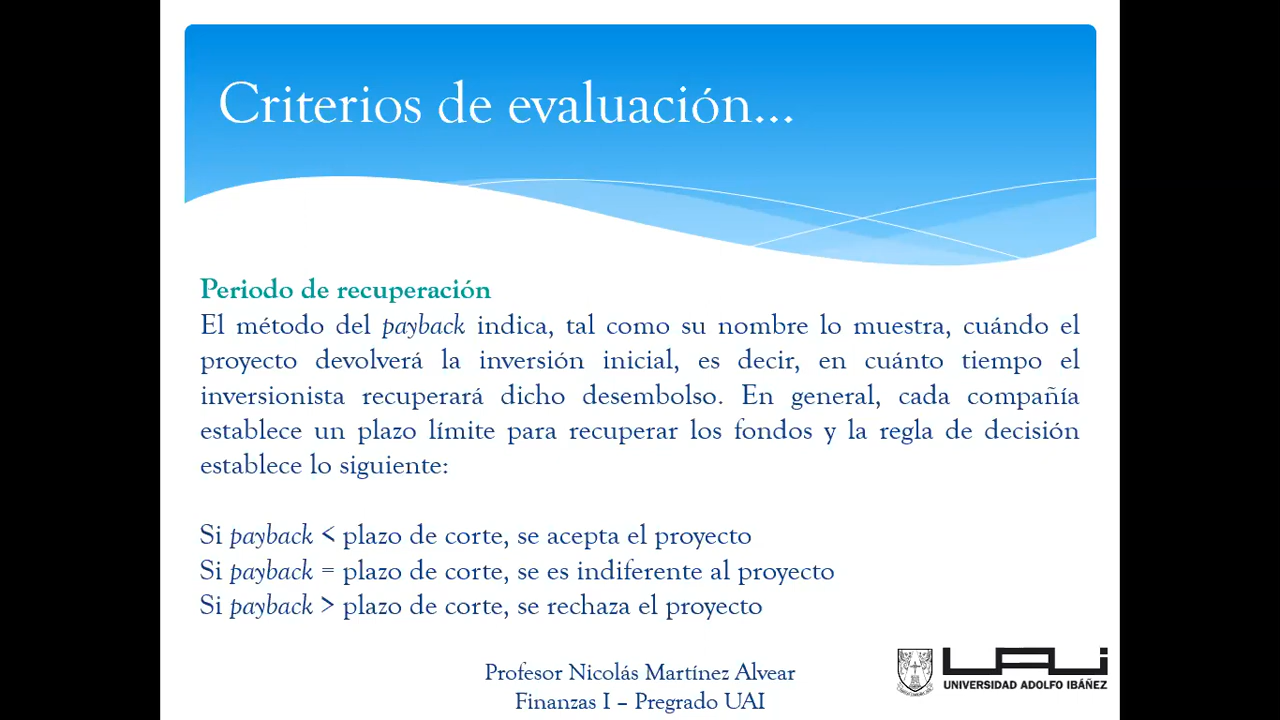 Criterios de evaluación...
Periodo de recuperación
El método del payback indica, tal como su nombre lo muestra, cuándo el
proyecto devolverá la inversión inicial, es decir, en cuánto tiempo el
inversionista recuperará dicho desembolso. En general, cada compañía
establece un plazo límite para recuperar los fondos y la regla de decisión
establece lo siguiente:
Si payback < plazo de corte, se acepta el proyecto
Si payback = plazo de corte, se es indiferente al proyecto
Si payback > plazo de corte, se rechaza el proyecto
Profesor Nicolás Martínez Alvear
Finanzas I – Pregrado UAI
UAi
UNIVERSIDAD ADOLFO IBÁÑEZ